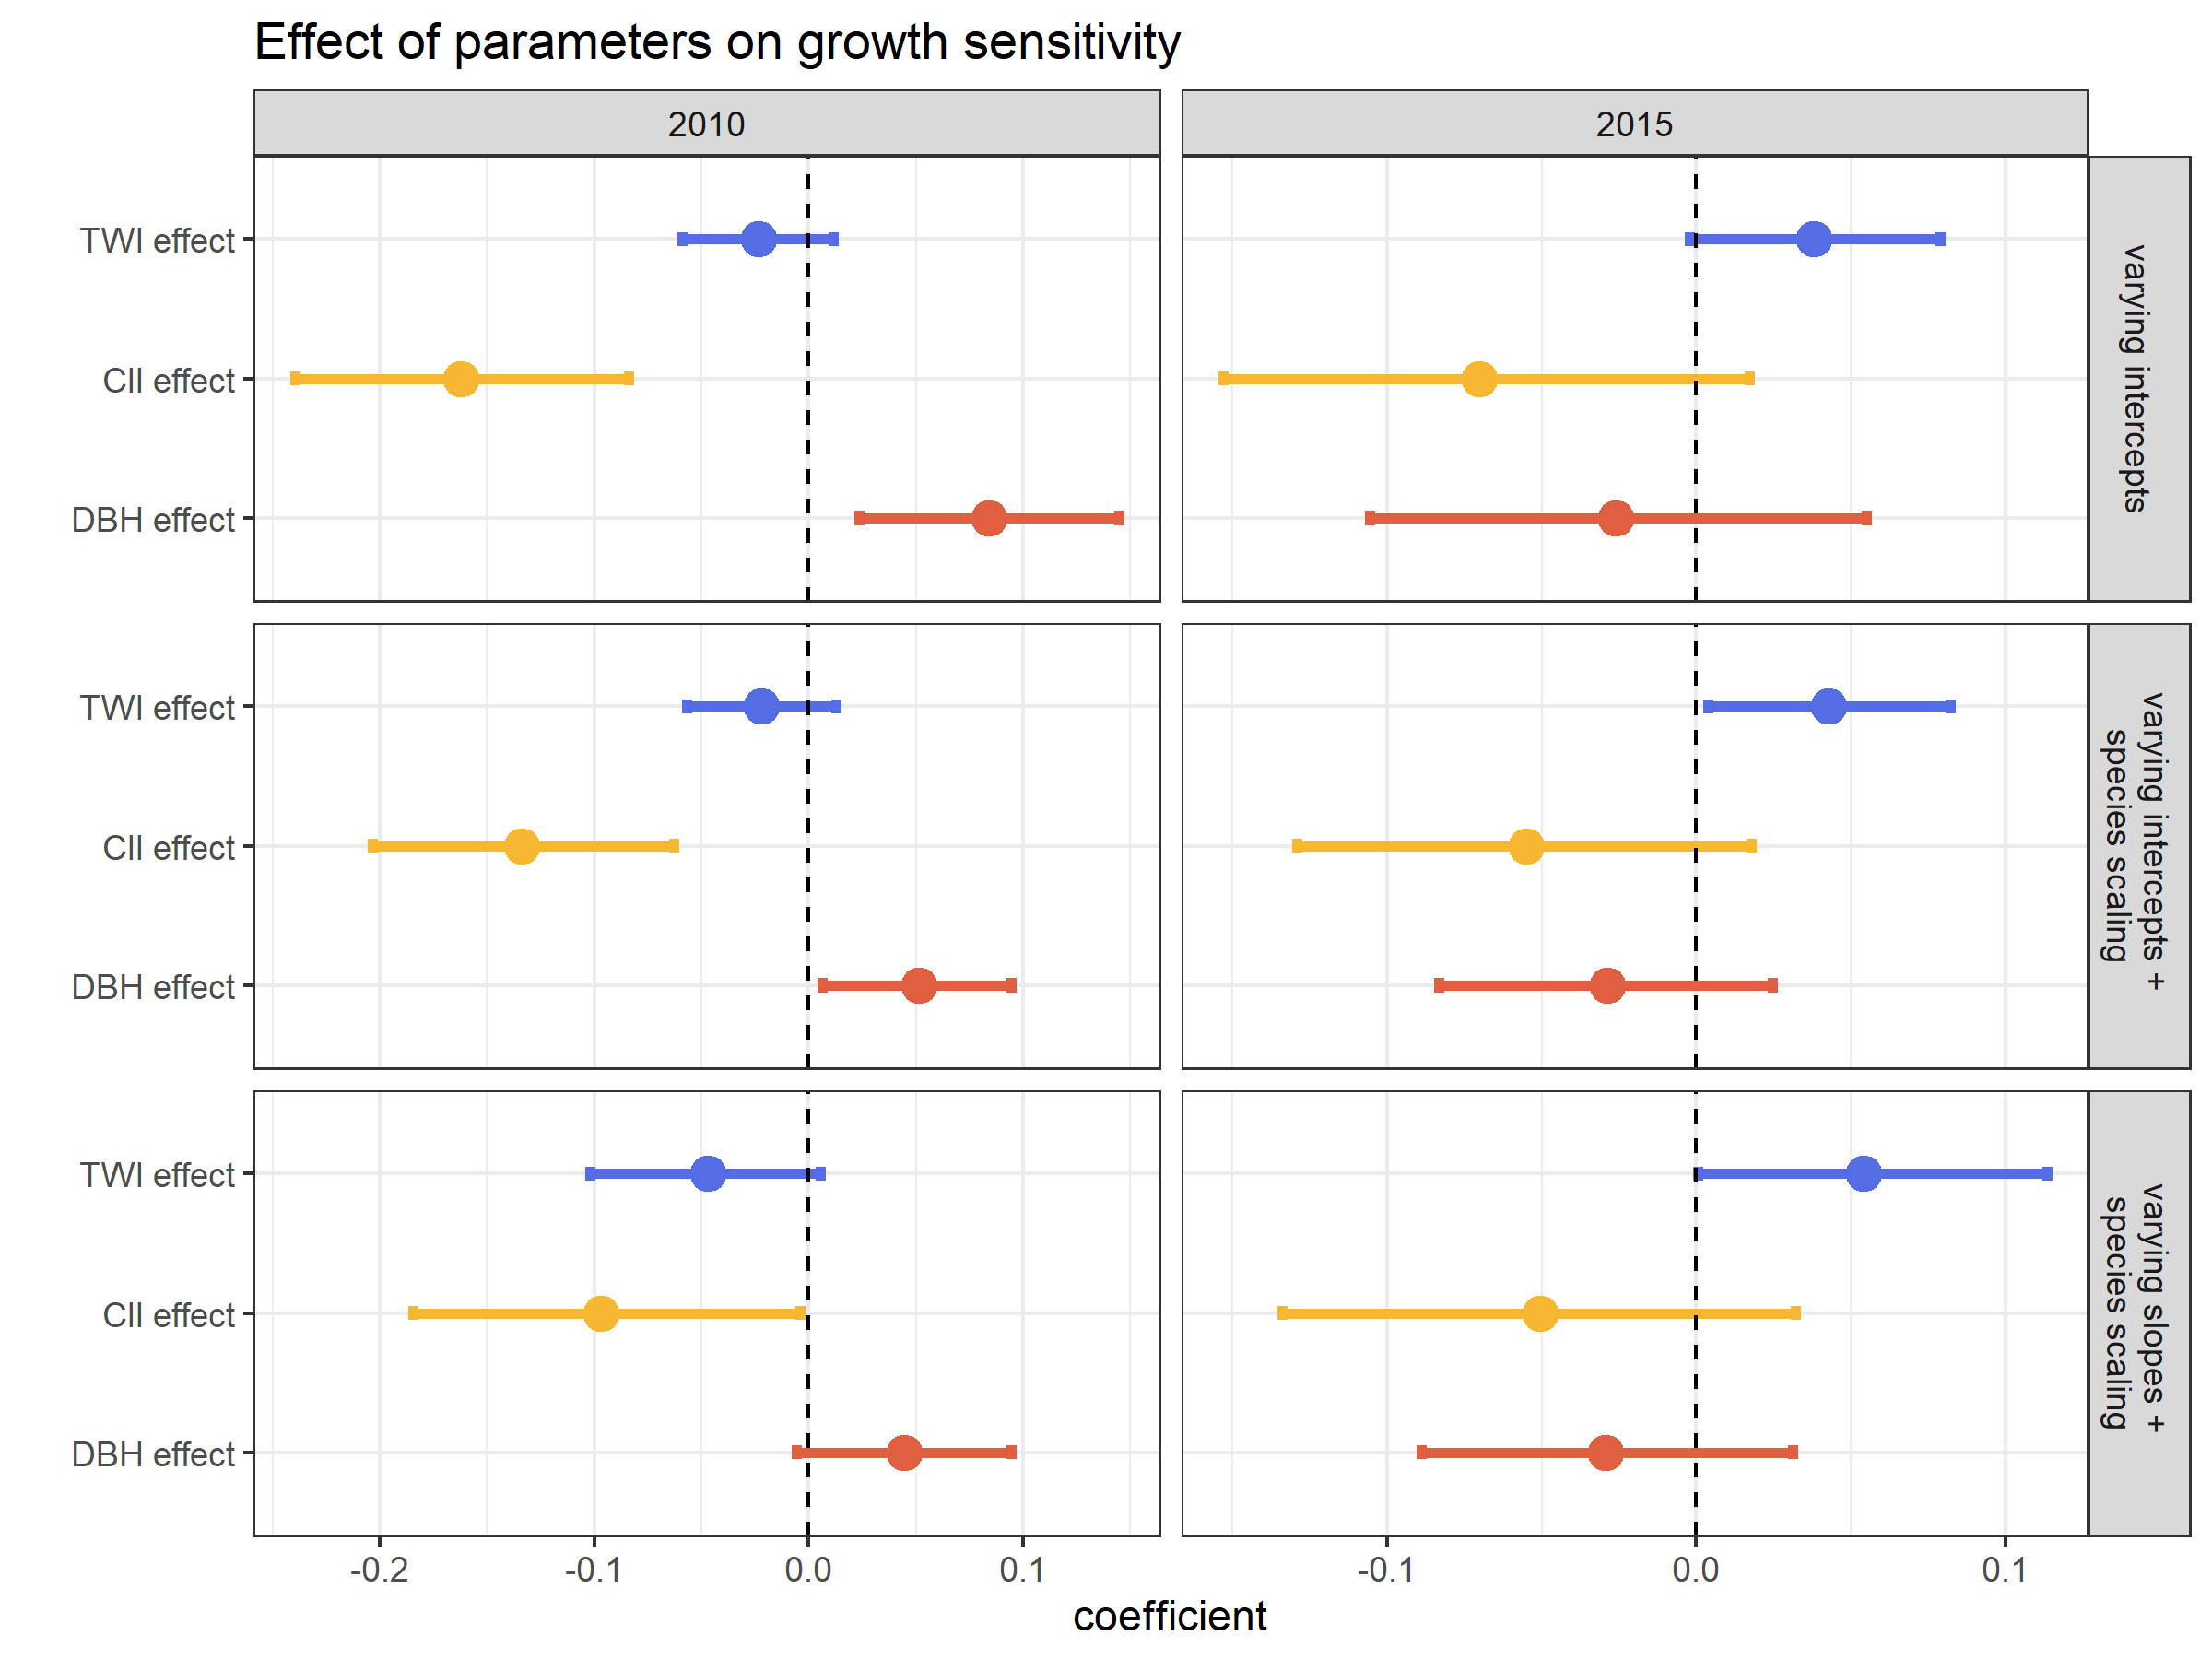 Effect of parameters on growth sensitivity
2010
2015
TWI effect
CII effect
DBH effect
varying intercepts
TWI effect
CII effect
DBH effect
varying intercepts +
species scaling
TWI effect
CII effect
DBH effect
varying slopes +
species scaling
-0.2
-0.1
0.0
0.1
-0.1
0.0
0.1
coefficient